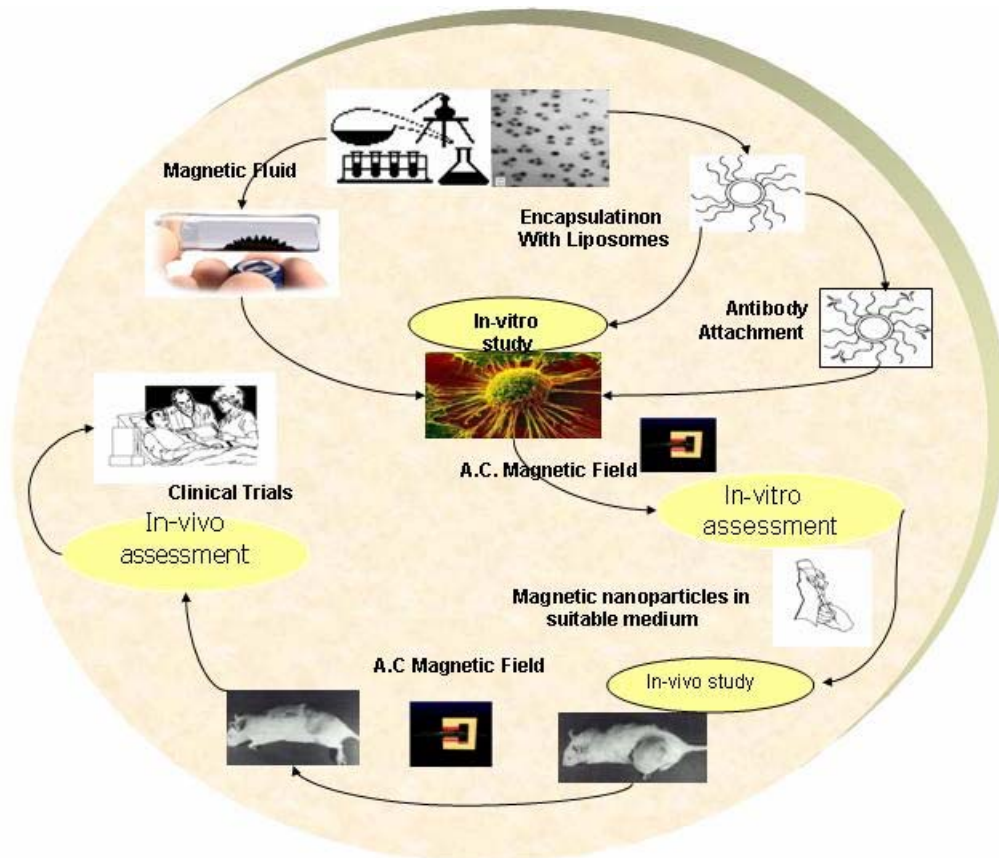 Magnetic Fluid
Encapsulatinon
With Liposomes
Antibody
Attachment
In-vitro
study
A.C. Magnetic Field
In-vitro
assessment
Clinical Trials
In-vivo
assessment
Magnetic nanoparticles in
suitable medium
A.C Magnetic Field
In-vivo study